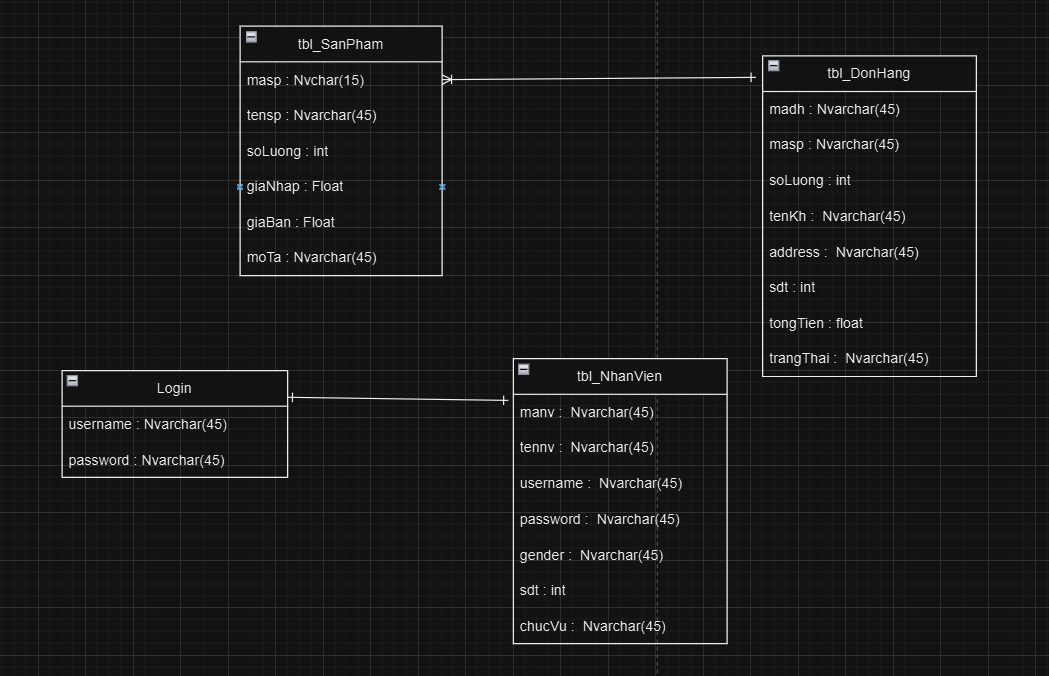 tbl_SanPham
masp : Nvchar(15)
tensp : Nvarchar(45)
soLuong : int
giaNhap : Float
giaBan : Float
moTa : Nvarchar(45)
tbl_DonHang
madh : Nvarchar(45)
masp : Nvarchar(45)
soLuong : int
tenKh :  Nvarchar(45)
address :  Nvarchar(45)
sdt : int
tongTien : float
trangThai :  Nvarchar(45)
Login
username : Nvarchar(45)
password : Nvarchar(45)
tbl_NhanVien
manv :  Nvarchar(45)
tennv :  Nvarchar(45)
username :  Nvarchar(45)
password :  Nvarchar(45)
gender :  Nvarchar(45)
sdt : int
chucVu :  Nvarchar(45)